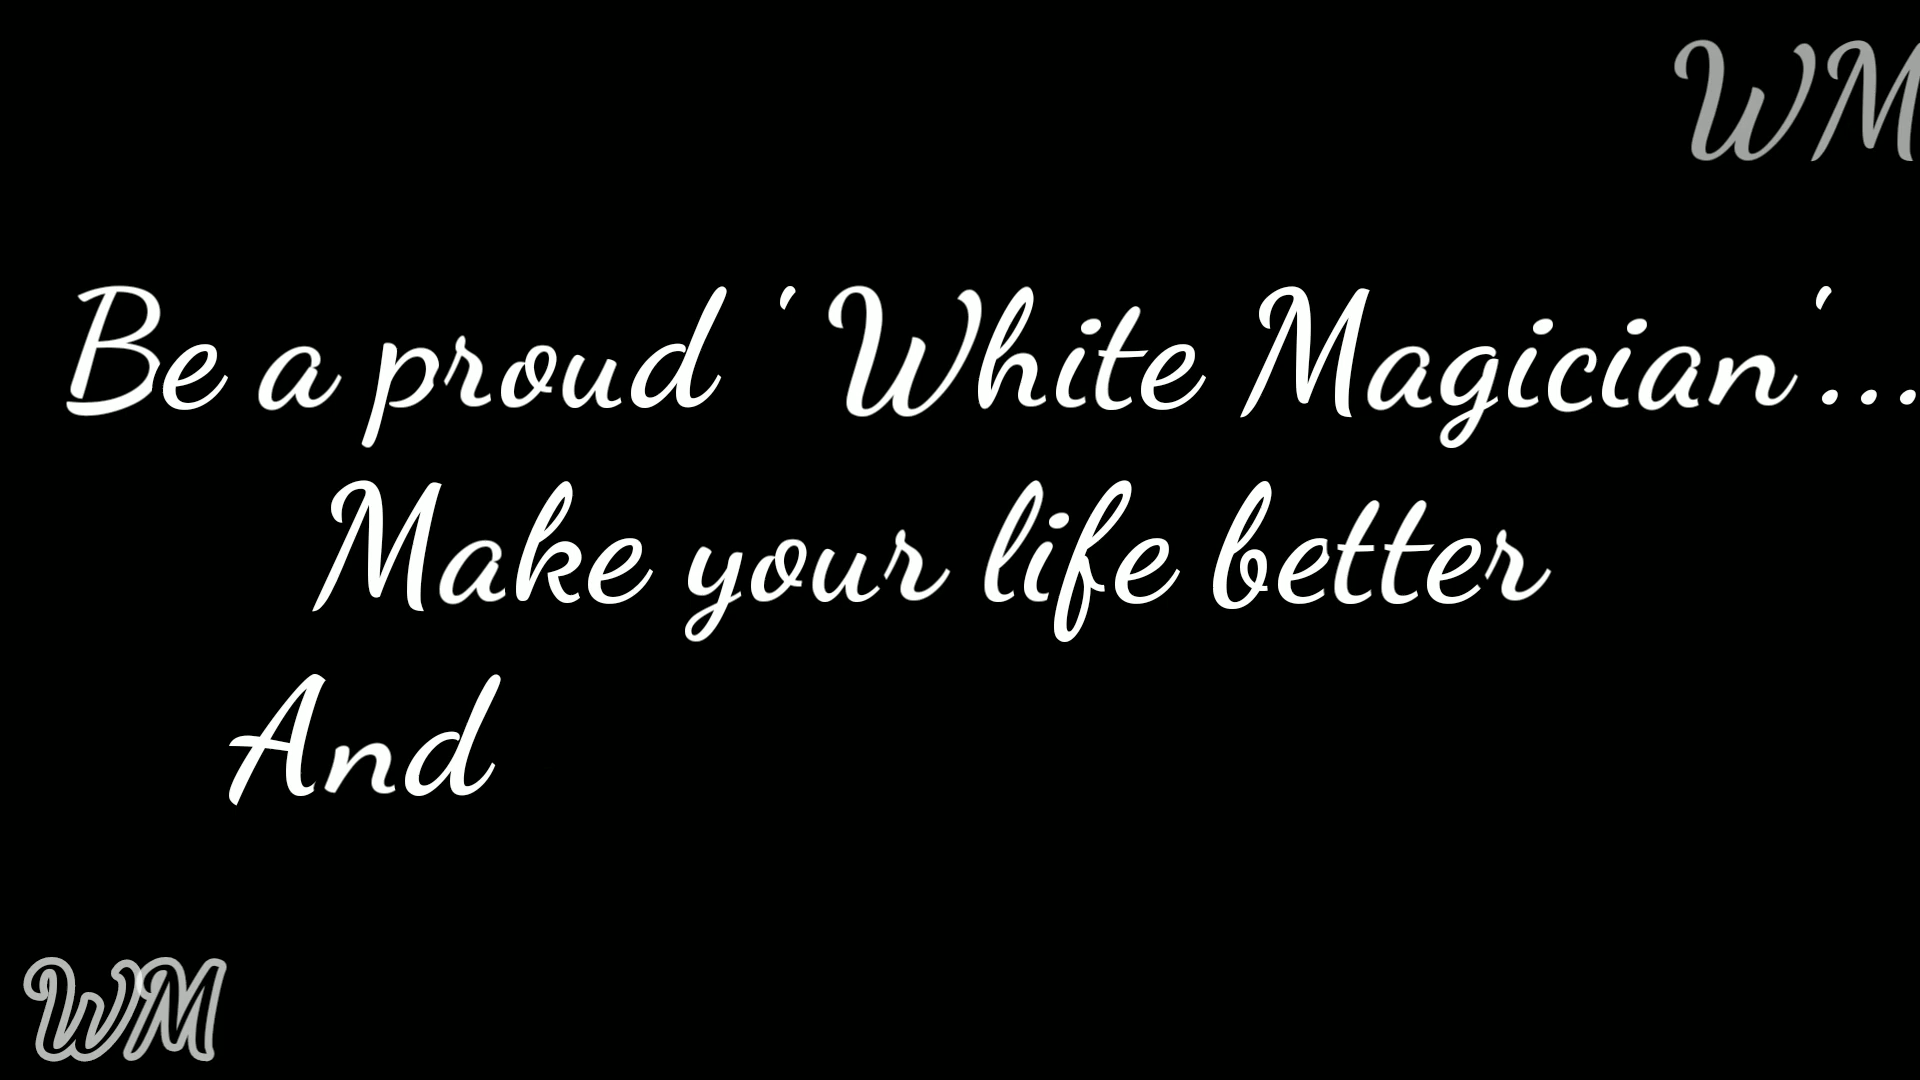 WM
Be a proud ' White Magician'...
Make your life better
And
WM